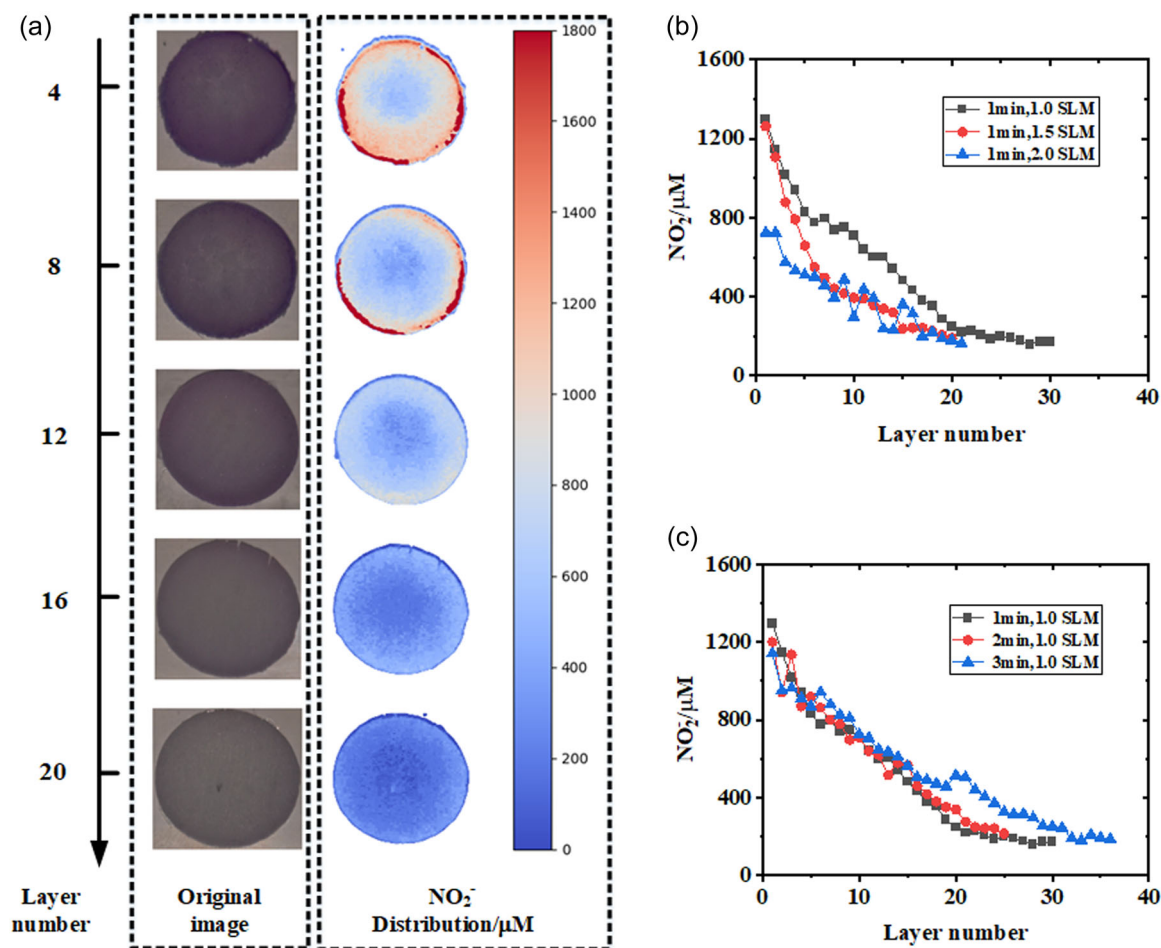 (a)
4
8
12
16
20
Layer
number
Original
image
NO₂⁻
Distribution/μM
1800
1600
1400
1200
1000
800
600
400
200
0
(b)
1600
1200
800
400
0
NO₂⁻/μM
1min,1.0 SLM
1min,1.5 SLM
1min,2.0 SLM
0 10 20 30 40
Layer number
(c)
1600
1200
800
400
0
NO₂⁻/μM
1min,1.0 SLM
2min,1.0 SLM
3min,1.0 SLM
0 10 20 30 40
Layer number